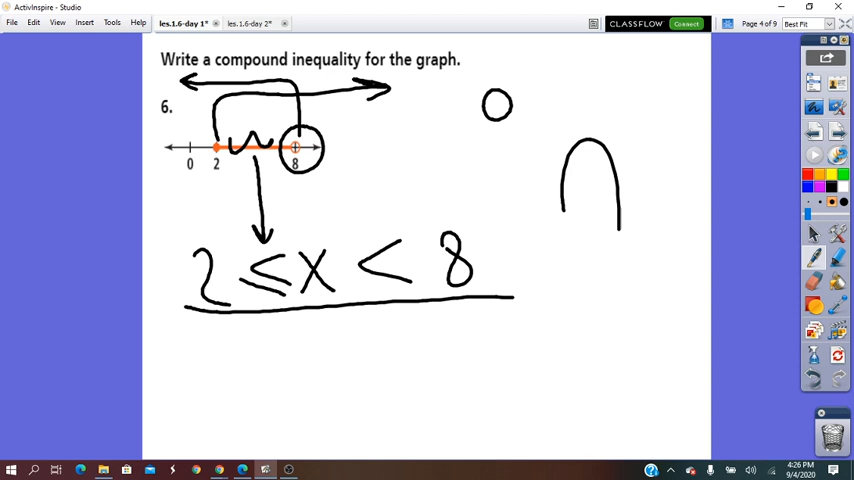 ActivInspire - Studio
File Edit View Insert Tools Help
les.1.6-day 1*
les.1.6-day 2*
CLASSFLOW Connect
Page 4 of 9
Best Fit
Write a compound inequality for the graph.
6.
0 2 8
2 ≤ x < 8
4:26 PM
9/4/2020